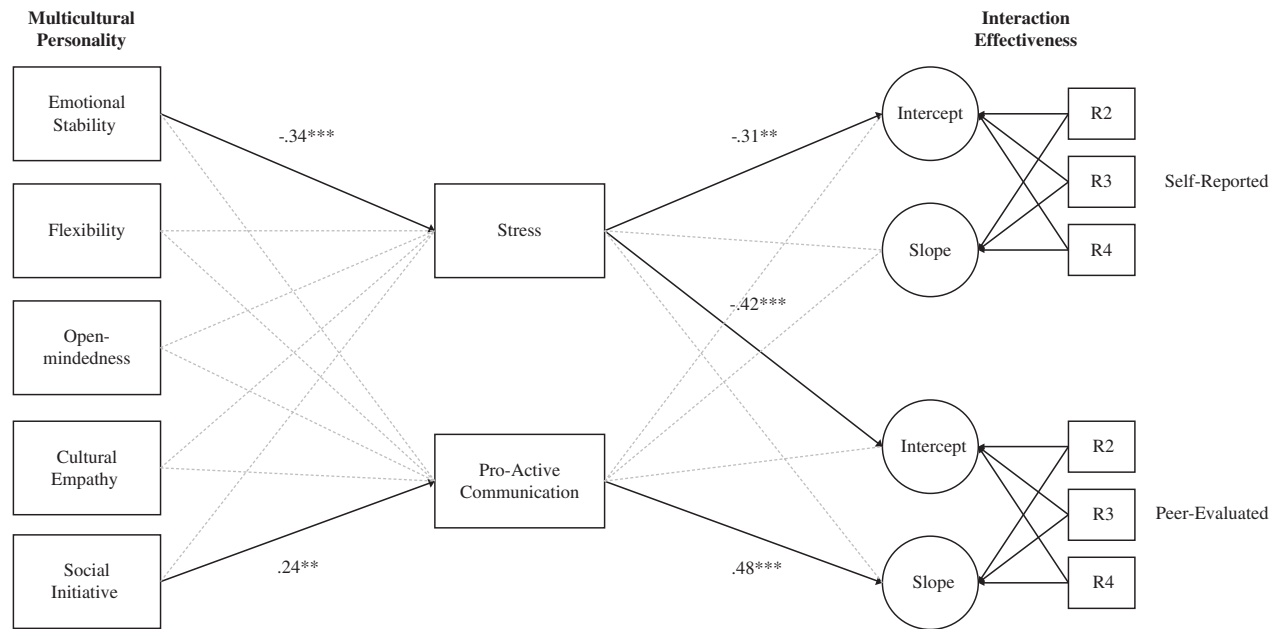 Multicultural
Personality
Interaction
Effectiveness
Emotional
Stability
Flexibility
Open-
mindedness
Cultural
Empathy
Social
Initiative
-.34***
.24**
Stress
Pro-Active
Communication
-.31**
-.42***
.48***
Intercept
Slope
R2
R3
R4
Self-Reported
Intercept
Slope
R2
R3
R4
Peer-Evaluated